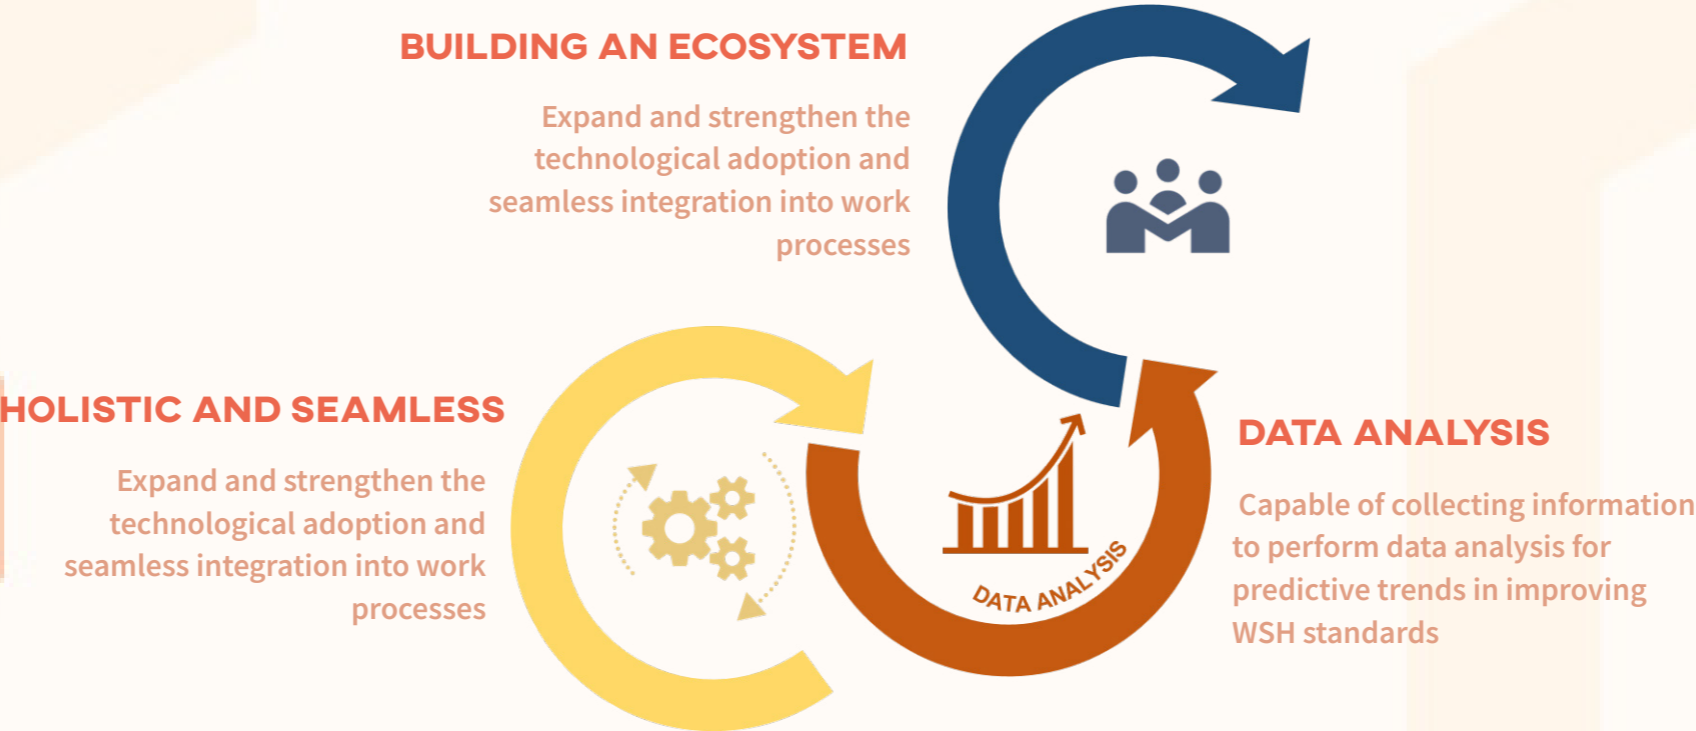 BUILDING AN ECOSYSTEM
Expand and strengthen the
technological adoption and
seamless integration into work
processes
HOLISTIC AND SEAMLESS
Expand and strengthen the
technological adoption and
seamless integration into work
processes
DATA ANALYSIS
DATA ANALYSIS
Capable of collecting information
to perform data analysis for
predictive trends in improving
WSH standards